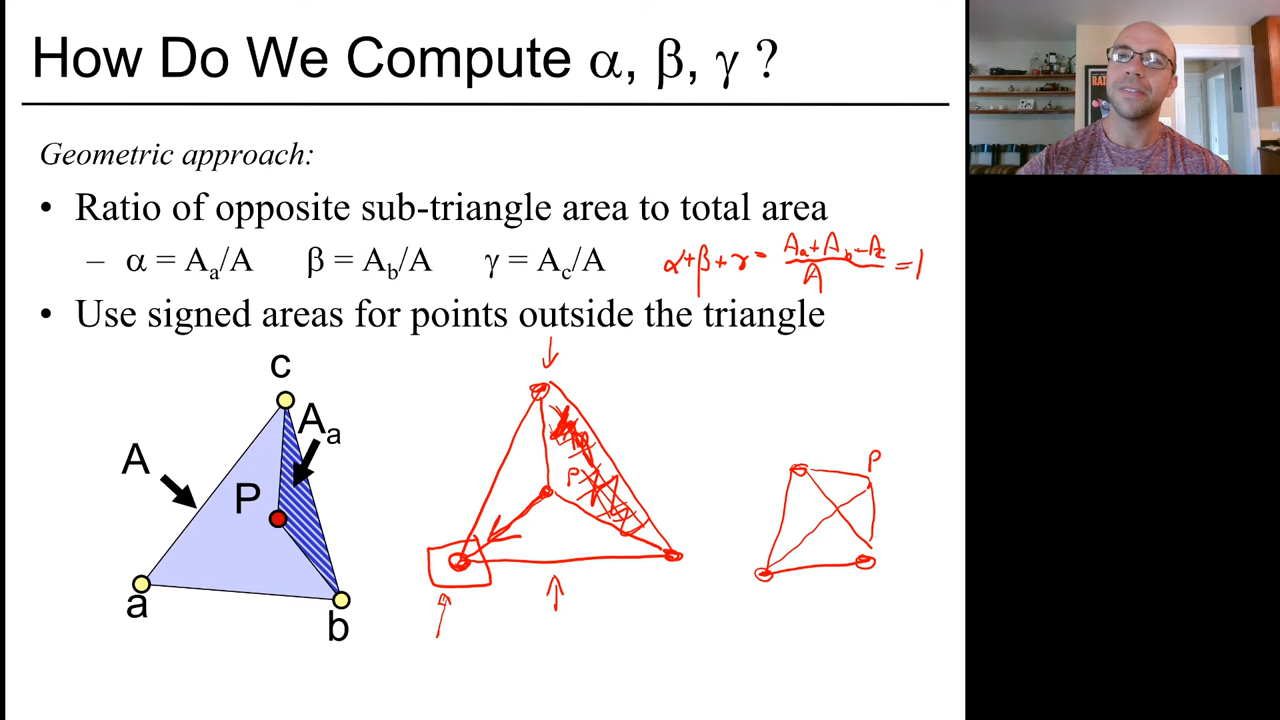 How Do We Compute α, β, γ ?
Geometric approach:
• Ratio of opposite sub-triangle area to total area
– α = Aa/A β = Ab/A γ = Ac/A
α+β+γ = Aa+Ab+Ac / A = 1
• Use signed areas for points outside the triangle
c
Aa
A
P
a
b
P
P